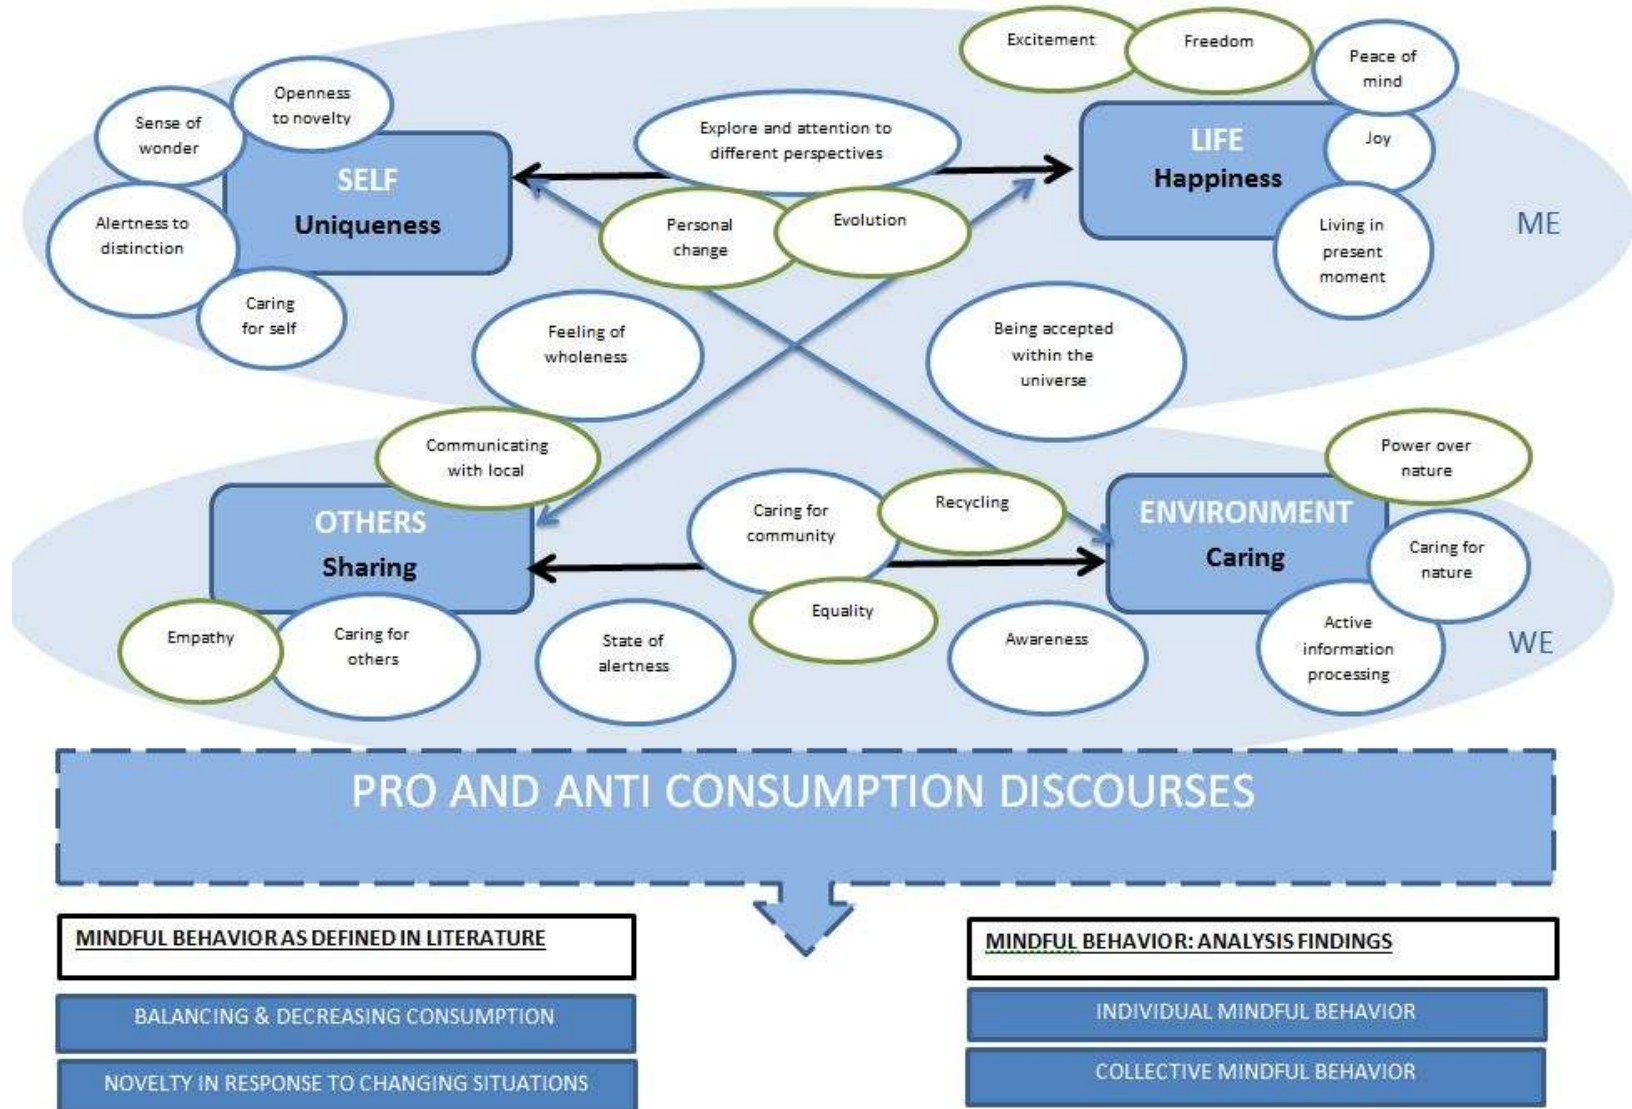 Excitement
Freedom
Peace of
mind
Openness
to novelty
Sense of
wonder
Explore and attention to
different perspectives
LIFE
Happiness
Joy
SELF
Uniqueness
Alertness to
distinction
Personal
change
Evolution
Living in
present
moment
ME
Caring
for self
Feeling of
wholeness
Being accepted
within the
universe
Communicating
with local
Power over
nature
Caring for
community
Recycling
OTHERS
Sharing
ENVIRONMENT
Caring
Caring for
nature
Empathy
Caring for
others
State of
alertness
Equality
Awareness
Active
information
processing
WE
PRO AND ANTI CONSUMPTION DISCOURSES
MINDFUL BEHAVIOR AS DEFINED IN LITERATURE
BALANCING & DECREASING CONSUMPTION
NOVELTY IN RESPONSE TO CHANGING SITUATIONS
MINDFUL BEHAVIOR: ANALYSIS FINDINGS
INDIVIDUAL MINDFUL BEHAVIOR
COLLECTIVE MINDFUL BEHAVIOR